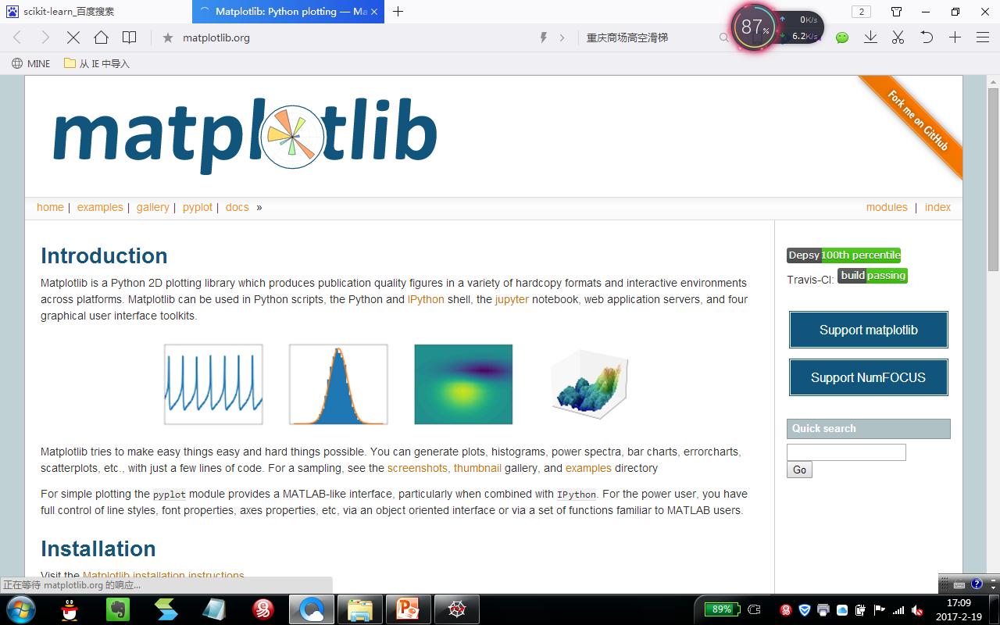 scikit-learn_百度搜索
Matplotlib: Python plotting — Ma
2
matplotlib.org
重庆商场高空滑梯
87%
0K/s
6.2K/s
MINE
从 IE 中导入
matplotlib
Fork me on GitHub
home | examples | gallery | pyplot | docs »
modules | index
Introduction
Matplotlib is a Python 2D plotting library which produces publication quality figures in a variety of hardcopy formats and interactive environments
across platforms. Matplotlib can be used in Python scripts, the Python and IPython shell, the jupyter notebook, web application servers, and four
graphical user interface toolkits.
Matplotlib tries to make easy things easy and hard things possible. You can generate plots, histograms, power spectra, bar charts, errorcharts,
scatterplots, etc., with just a few lines of code. For a sampling, see the screenshots, thumbnail gallery, and examples directory
For simple plotting the pyplot module provides a MATLAB-like interface, particularly when combined with IPython. For the power user, you have
full control of line styles, font properties, axes properties, etc, via an object oriented interface or via a set of functions familiar to MATLAB users.
Installation
Visit the Matplotlib installation instructions.
Depsy 100th percentile
Travis-CI: build passing
Support matplotlib
Support NumFOCUS
Quick search
Go
正在等待 matplotlib.org 的响应...
89%
17:09
2017-2-19